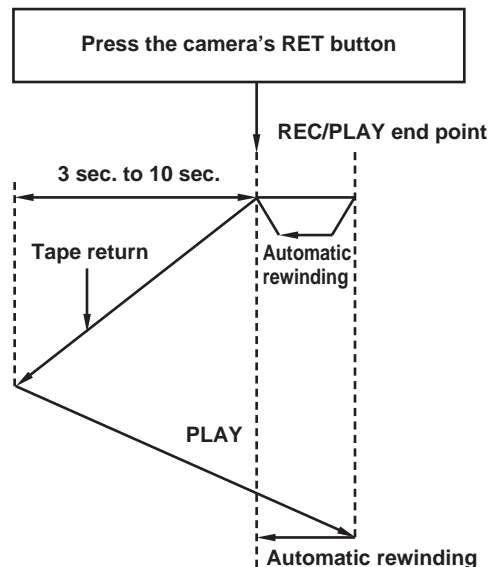 Press the camera’s RET button
REC/PLAY end point
3 sec. to 10 sec.
Tape return
Automatic
rewinding
PLAY
Automatic rewinding